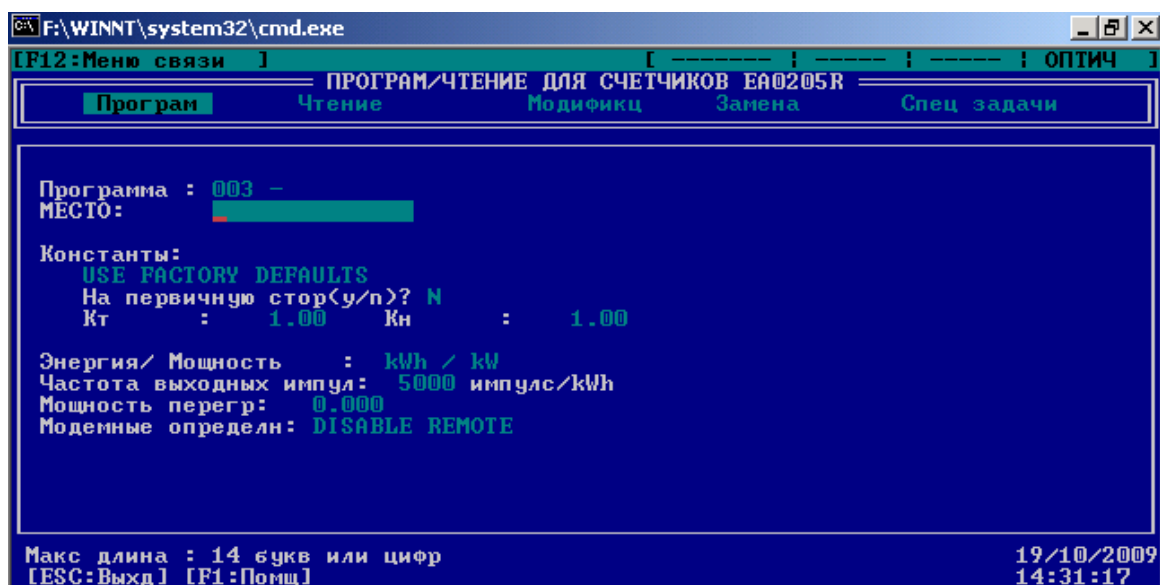 F:\WINNT\system32\cmd.exe
[F12:Меню связи ] [ ------- ¦ ----- ¦ ----- ¦ ОПТИЧ ]
ПРОГРАМ/ЧТЕНИЕ ДЛЯ СЧЕТЧИКОВ EA0205R
Програм Чтение Модификц Замена Спец задачи
Программа : 003 -
МЕСТО:
Константы:
USE FACTORY DEFAULTS
На первичную стор(y/n)? N
Кт : 1.00 Кн : 1.00
Энергия/ Мощность : kWh / kW
Частота выходных импул: 5000 импулс/kWh
Мощность перегр: 0.000
Модемные определн: DISABLE REMOTE
Макс длина : 14 букв или цифр 19/10/2009
[ESC:Выхд] [F1:Помщ] 14:31:17